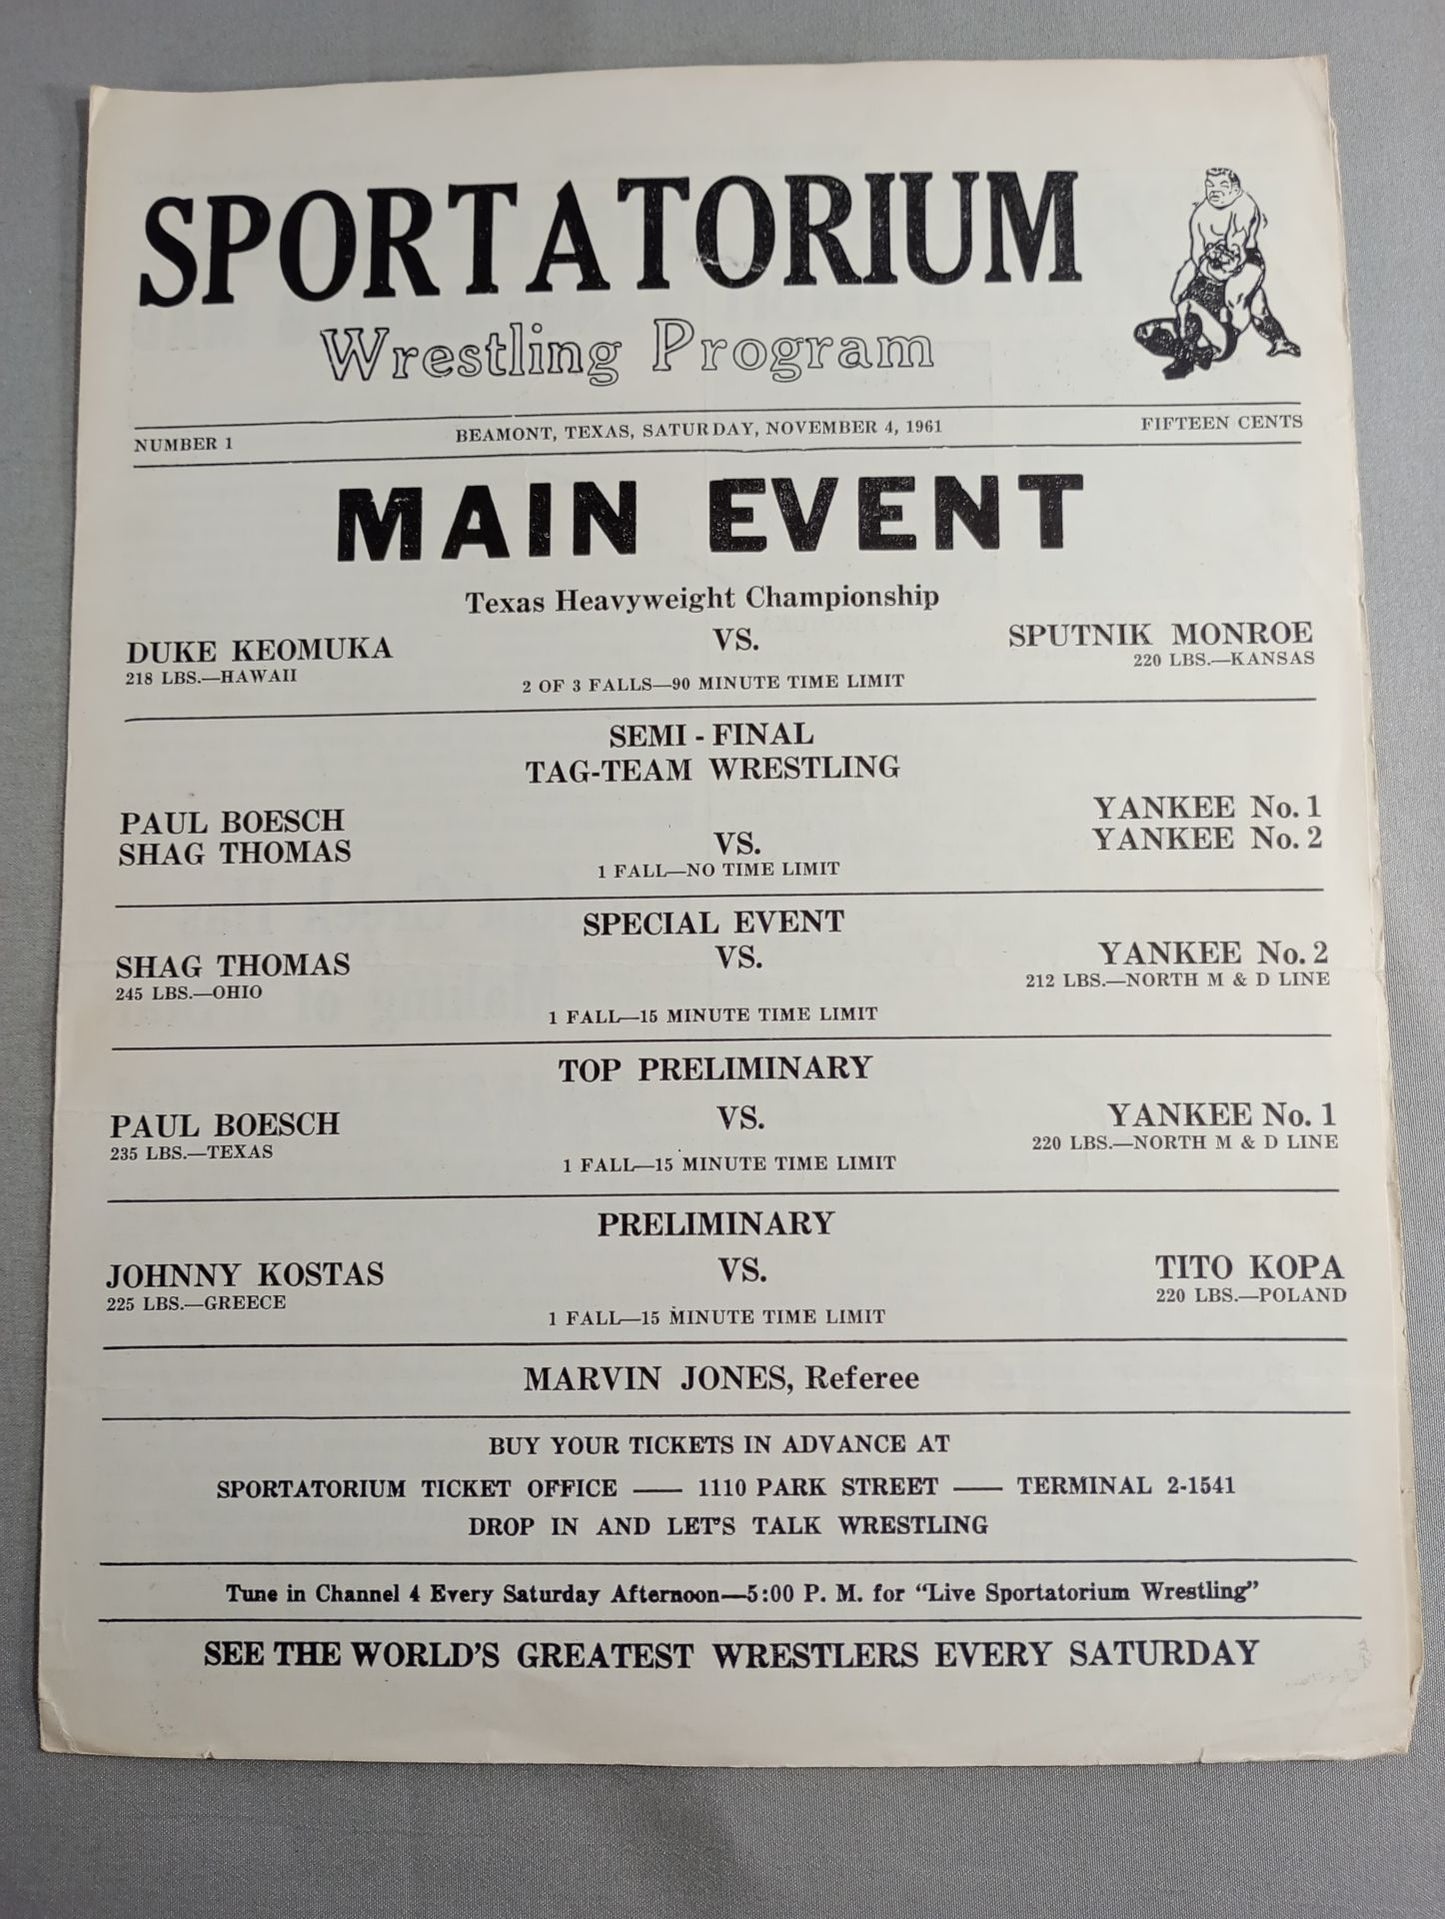 SPORTATORIUM
Wrestling Program
NUMBER 1 BEAMONT, TEXAS, SATURDAY, NOVEMBER 4, 1961 FIFTEEN CENTS
MAIN EVENT
Texas Heavyweight Championship
DUKE KEOMUKA VS. SPUTNIK MONROE
218 LBS.—HAWAII 2 OF 3 FALLS—90 MINUTE TIME LIMIT 220 LBS.—KANSAS
SEMI - FINAL
TAG-TEAM WRESTLING
PAUL BOESCH YANKEE No. 1
SHAG THOMAS VS. YANKEE No. 2
1 FALL—NO TIME LIMIT
SPECIAL EVENT
SHAG THOMAS VS. YANKEE No. 2
245 LBS.—OHIO 212 LBS.—NORTH M & D LINE
1 FALL—15 MINUTE TIME LIMIT
TOP PRELIMINARY
PAUL BOESCH VS. YANKEE No. 1
235 LBS.—TEXAS 220 LBS.—NORTH M & D LINE
1 FALL—15 MINUTE TIME LIMIT
PRELIMINARY
JOHNNY KOSTAS VS. TITO KOPA
225 LBS.—GREECE 220 LBS.—POLAND
1 FALL—15 MINUTE TIME LIMIT
MARVIN JONES, Referee
BUY YOUR TICKETS IN ADVANCE AT
SPORTATORIUM TICKET OFFICE — 1110 PARK STREET — TERMINAL 2-1541
DROP IN AND LET'S TALK WRESTLING
Tune in Channel 4 Every Saturday Afternoon—5:00 P. M. for "Live Sportatorium Wrestling"
SEE THE WORLD'S GREATEST WRESTLERS EVERY SATURDAY